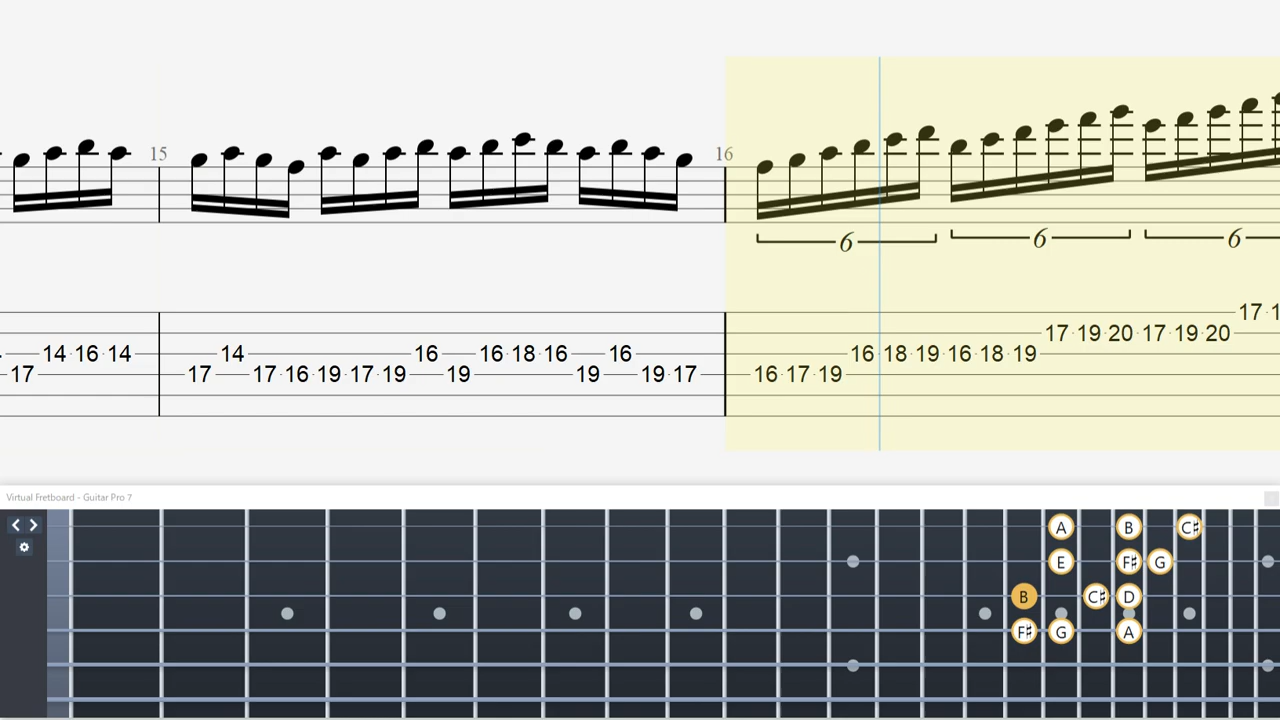 15 16
6 6 6
17
17 19 20 17 19 20
14 16 14 14 16 16 18 16 16 16 18 19 16 18 19
17 17 17 16 19 17 19 19 19 19 17 16 17 19
Virtual Fretboard - Guitar Pro 7
A B C♯
E F♯ G
B C♯ D
F♯ G A